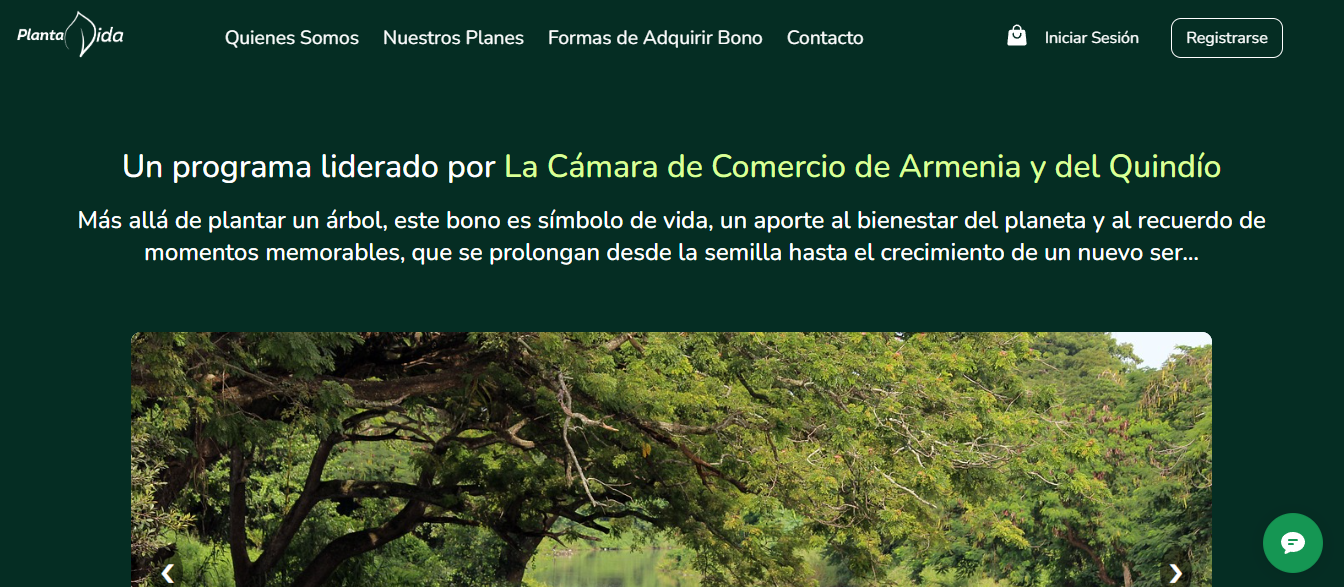 PlantaVida
Quienes Somos
Nuestros Planes
Formas de Adquirir Bono
Contacto
Iniciar Sesión
Registrarse
Un programa liderado por La Cámara de Comercio de Armenia y del Quindío
Más allá de plantar un árbol, este bono es símbolo de vida, un aporte al bienestar del planeta y al recuerdo de
momentos memorables, que se prolongan desde la semilla hasta el crecimiento de un nuevo ser...